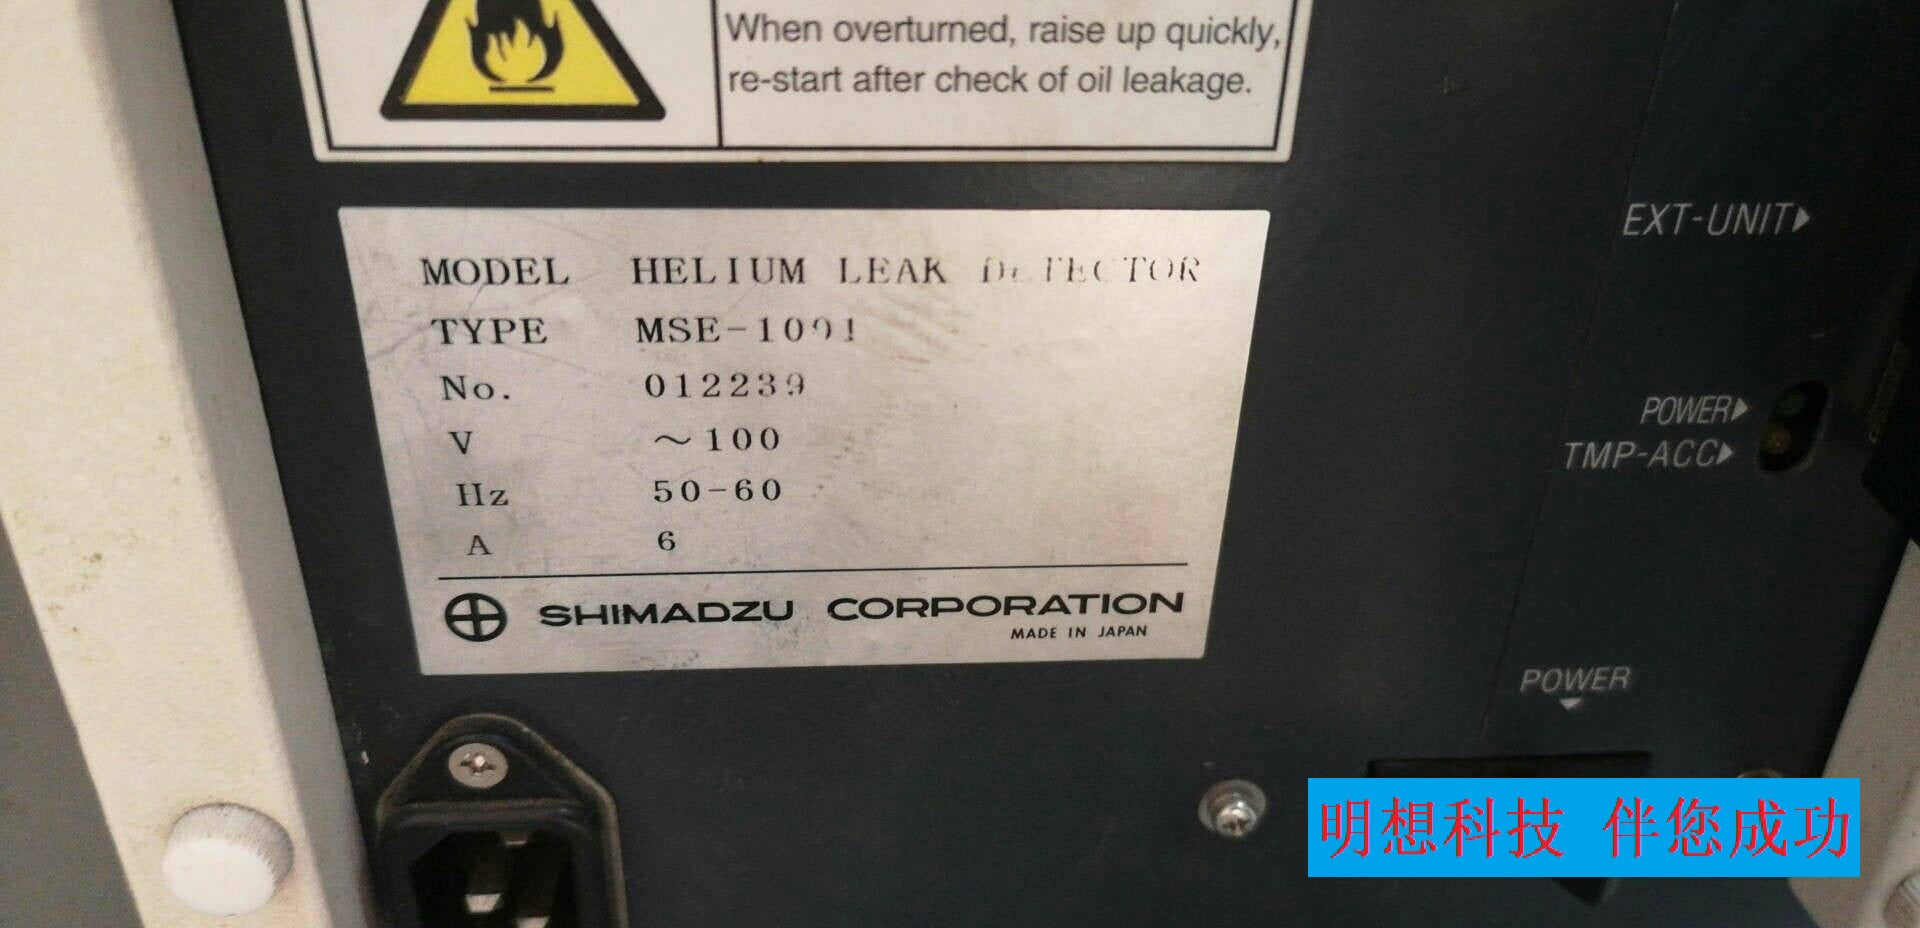 When overturned, raise up quickly,
re-start after check of oil leakage.
MODEL HELIUM LEAK DETECTOR
TYPE
No. 012239
V ~100
Hz 50-60
A 6
SHIMADZU CORPORATION
MADE IN JAPAN
EXT-UNIT
POWER
TMP-ACC
POWER
明想科技 伴您成功